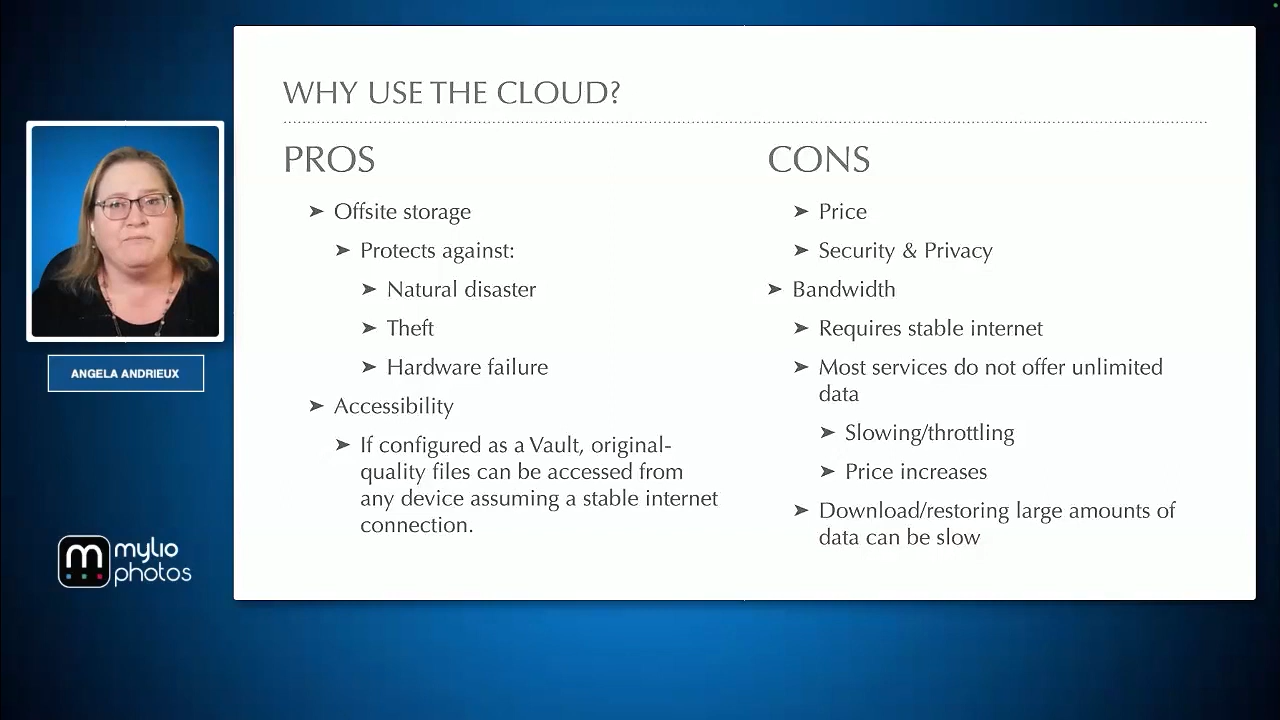 WHY USE THE CLOUD?
PROS
➤ Offsite storage
➤ Protects against:
➤ Natural disaster
➤ Theft
➤ Hardware failure
➤ Accessibility
➤ If configured as a Vault, original-
quality files can be accessed from
any device assuming a stable internet
connection.
CONS
➤ Price
➤ Security & Privacy
➤ Bandwidth
➤ Requires stable internet
➤ Most services do not offer unlimited
data
➤ Slowing/throttling
➤ Price increases
➤ Download/restoring large amounts of
data can be slow
ANGELA ANDRIEUX
m mylio
photos